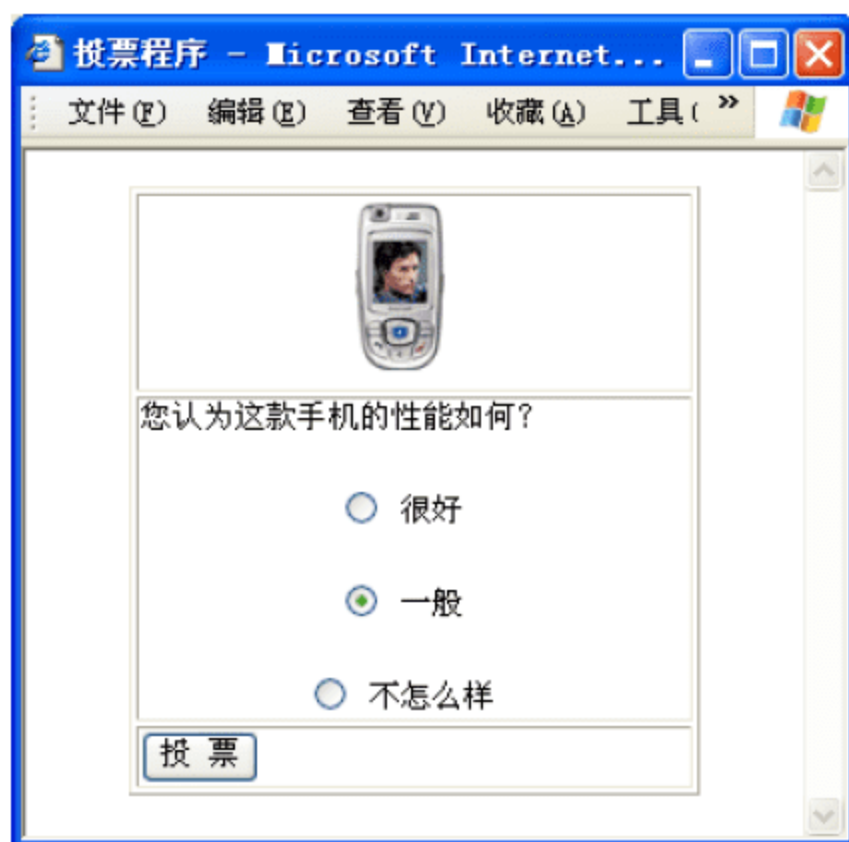 投票程序 - Microsoft Internet...
文件(F) 编辑(E) 查看(V) 收藏(A) 工具( »
您认为这款手机的性能如何?
很好
一般
不怎么样
投 票